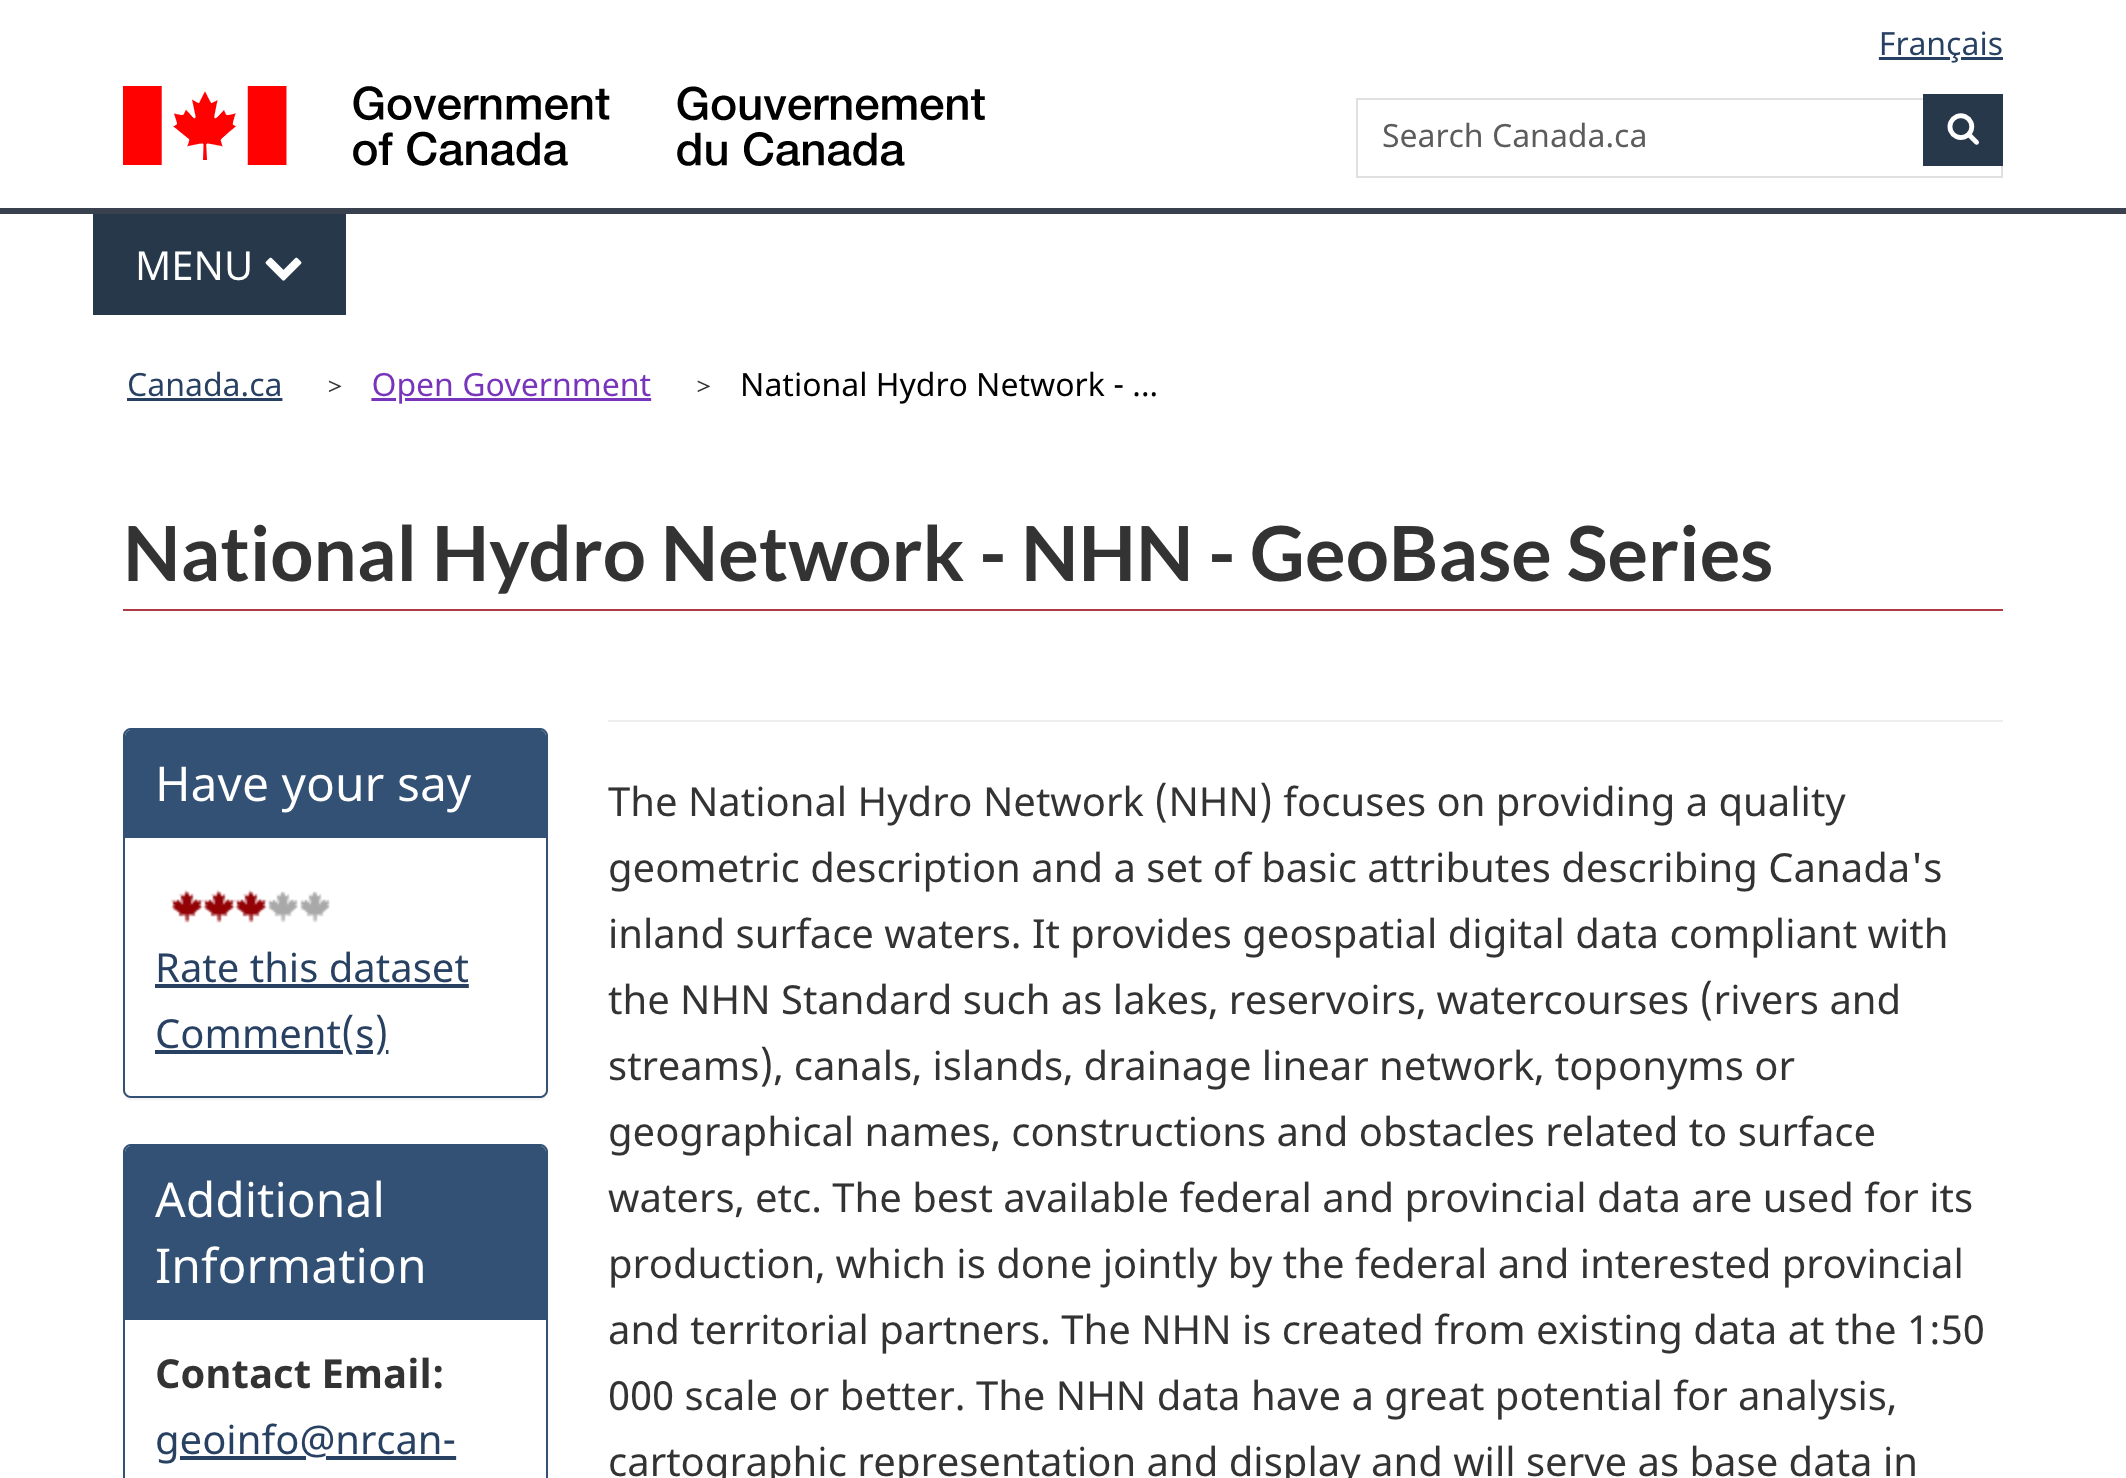 Français
Government
of Canada
Gouvernement
du Canada
Search Canada.ca
MENU
Canada.ca > Open Government > National Hydro Network - ...
National Hydro Network - NHN - GeoBase Series
Have your say
Rate this dataset
Comment(s)
Additional
Information
Contact Email:
geoinfo@nrcan-
The National Hydro Network (NHN) focuses on providing a quality
geometric description and a set of basic attributes describing Canada's
inland surface waters. It provides geospatial digital data compliant with
the NHN Standard such as lakes, reservoirs, watercourses (rivers and
streams), canals, islands, drainage linear network, toponyms or
geographical names, constructions and obstacles related to surface
waters, etc. The best available federal and provincial data are used for its
production, which is done jointly by the federal and interested provincial
and territorial partners. The NHN is created from existing data at the 1:50
000 scale or better. The NHN data have a great potential for analysis,
cartographic representation and display and will serve as base data in